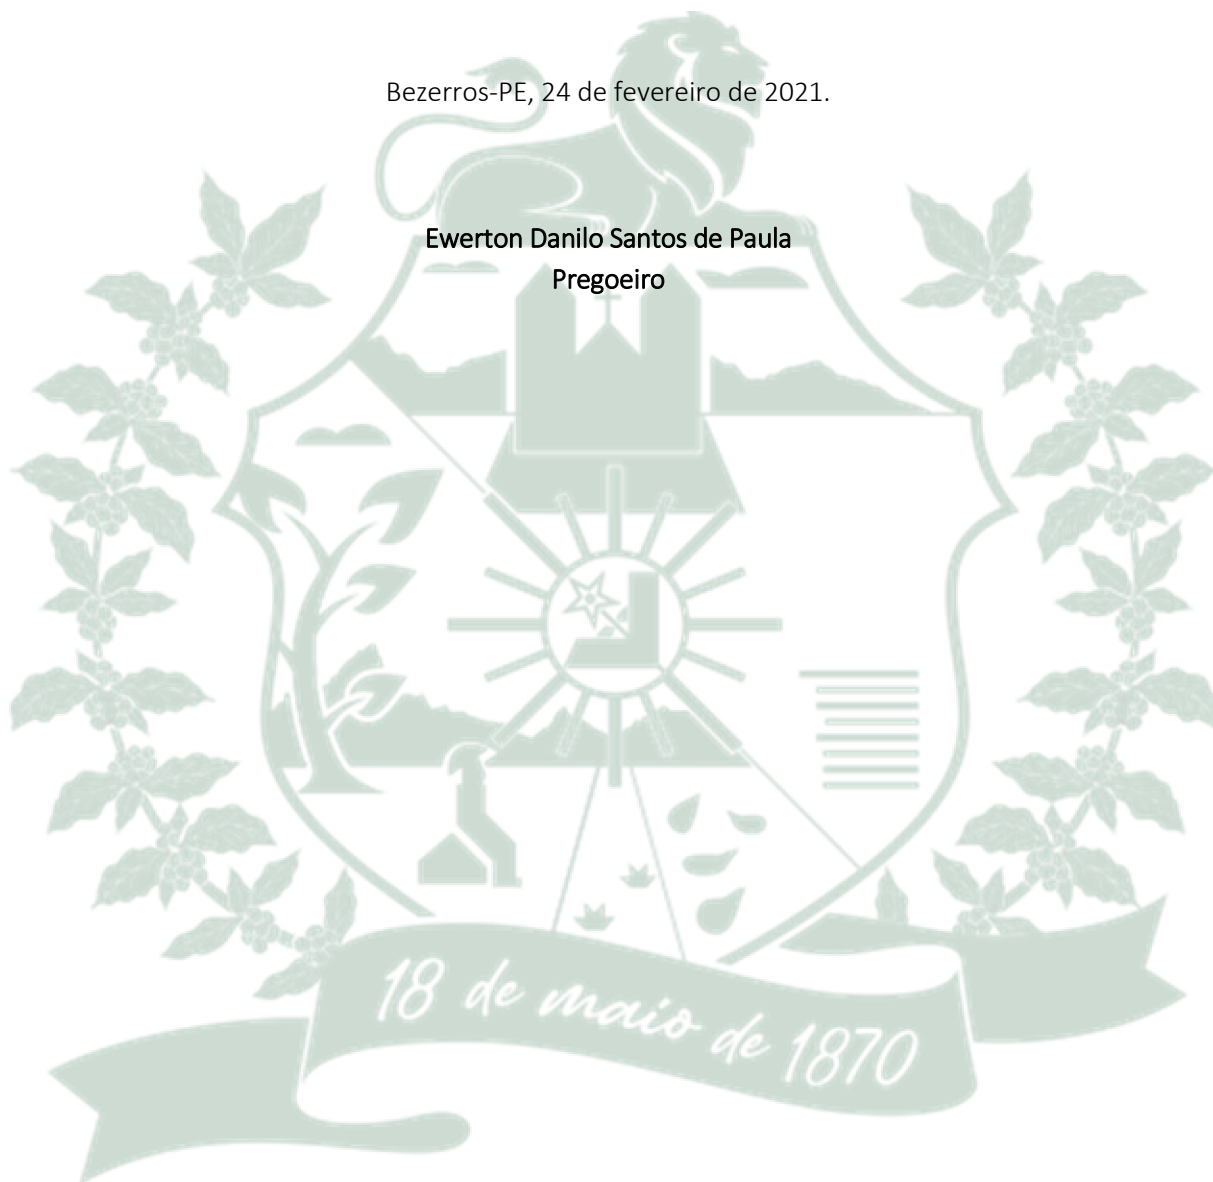 Bezerros-PE, 24 de fevereiro de 2021.
Ewerton Danilo Santos de Paula
Pregoeiro
18 de maio de 1870